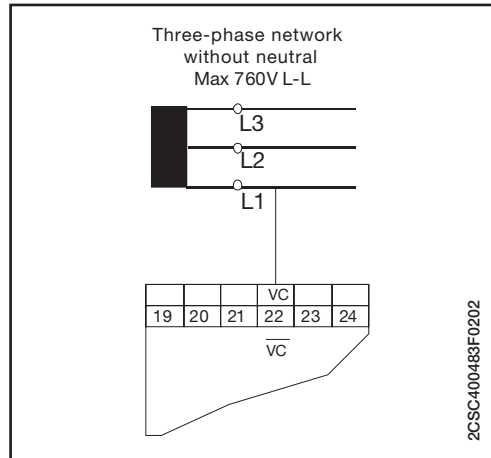 Three-phase network
without neutral
Max 760V L-L
L3
L2
L1
VC
19 20 21 22 23 24
VC
2CSC400483F0202